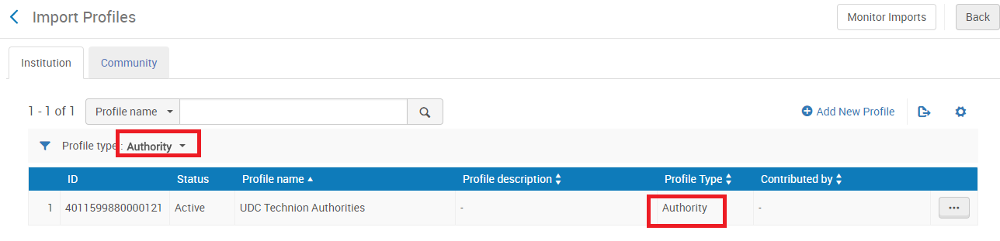 Import Profiles
Monitor Imports
Back
Institution
Community
1 - 1 of 1
Profile name
Add New Profile
Profile type : Authority
ID Status Profile name Profile description Profile Type Contributed by
1 4011599880000121 Active UDC Technion Authorities - Authority -